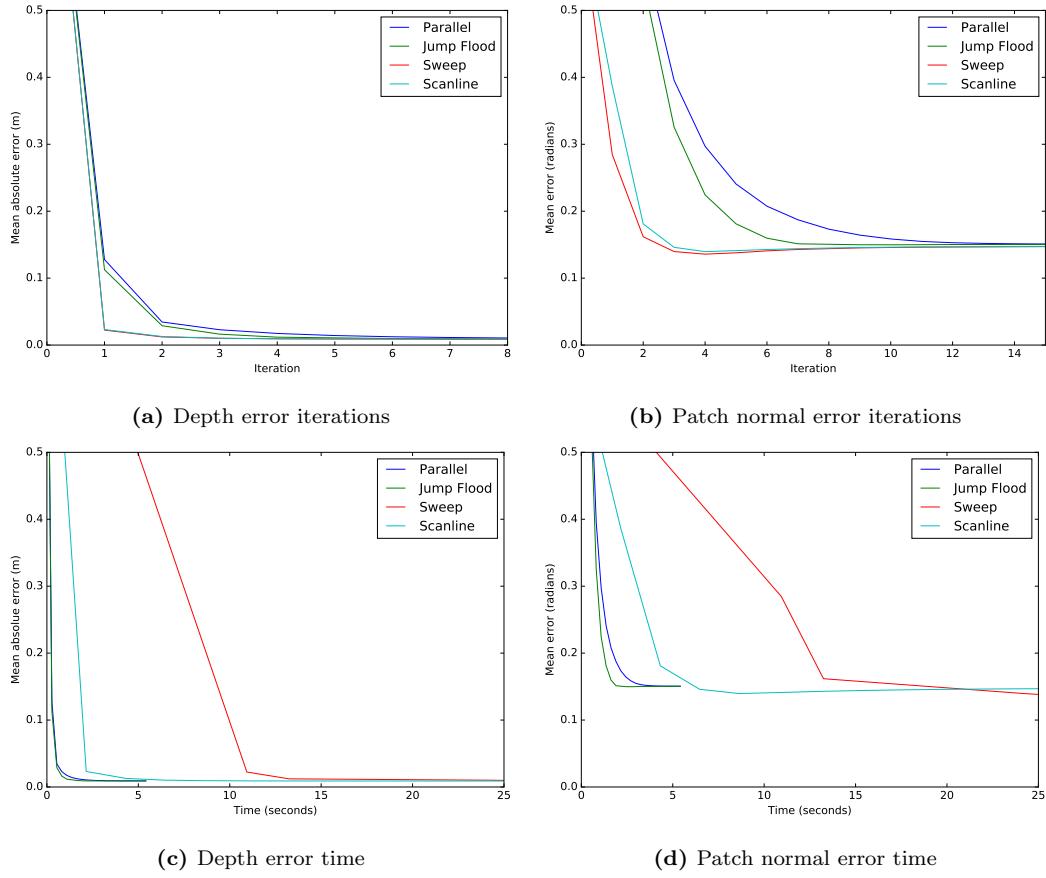 0.5
0.4
0.3
0.2
0.1
0.0
Mean absolute error (m)
0 1 2 3 4 5 6 7 8
Iteration
Parallel
Jump Flood
Sweep
Scanline
(a) Depth error iterations
0.5
0.4
0.3
0.2
0.1
0.0
Mean error (radians)
0 2 4 6 8 10 12 14
Iteration
Parallel
Jump Flood
Sweep
Scanline
(b) Patch normal error iterations
0.5
0.4
0.3
0.2
0.1
0.0
Mean absolue error (m)
0 5 10 15 20 25
Time (seconds)
Parallel
Jump Flood
Sweep
Scanline
(c) Depth error time
0.5
0.4
0.3
0.2
0.1
0.0
Mean error (radians)
0 5 10 15 20 25
Time (seconds)
Parallel
Jump Flood
Sweep
Scanline
(d) Patch normal error time